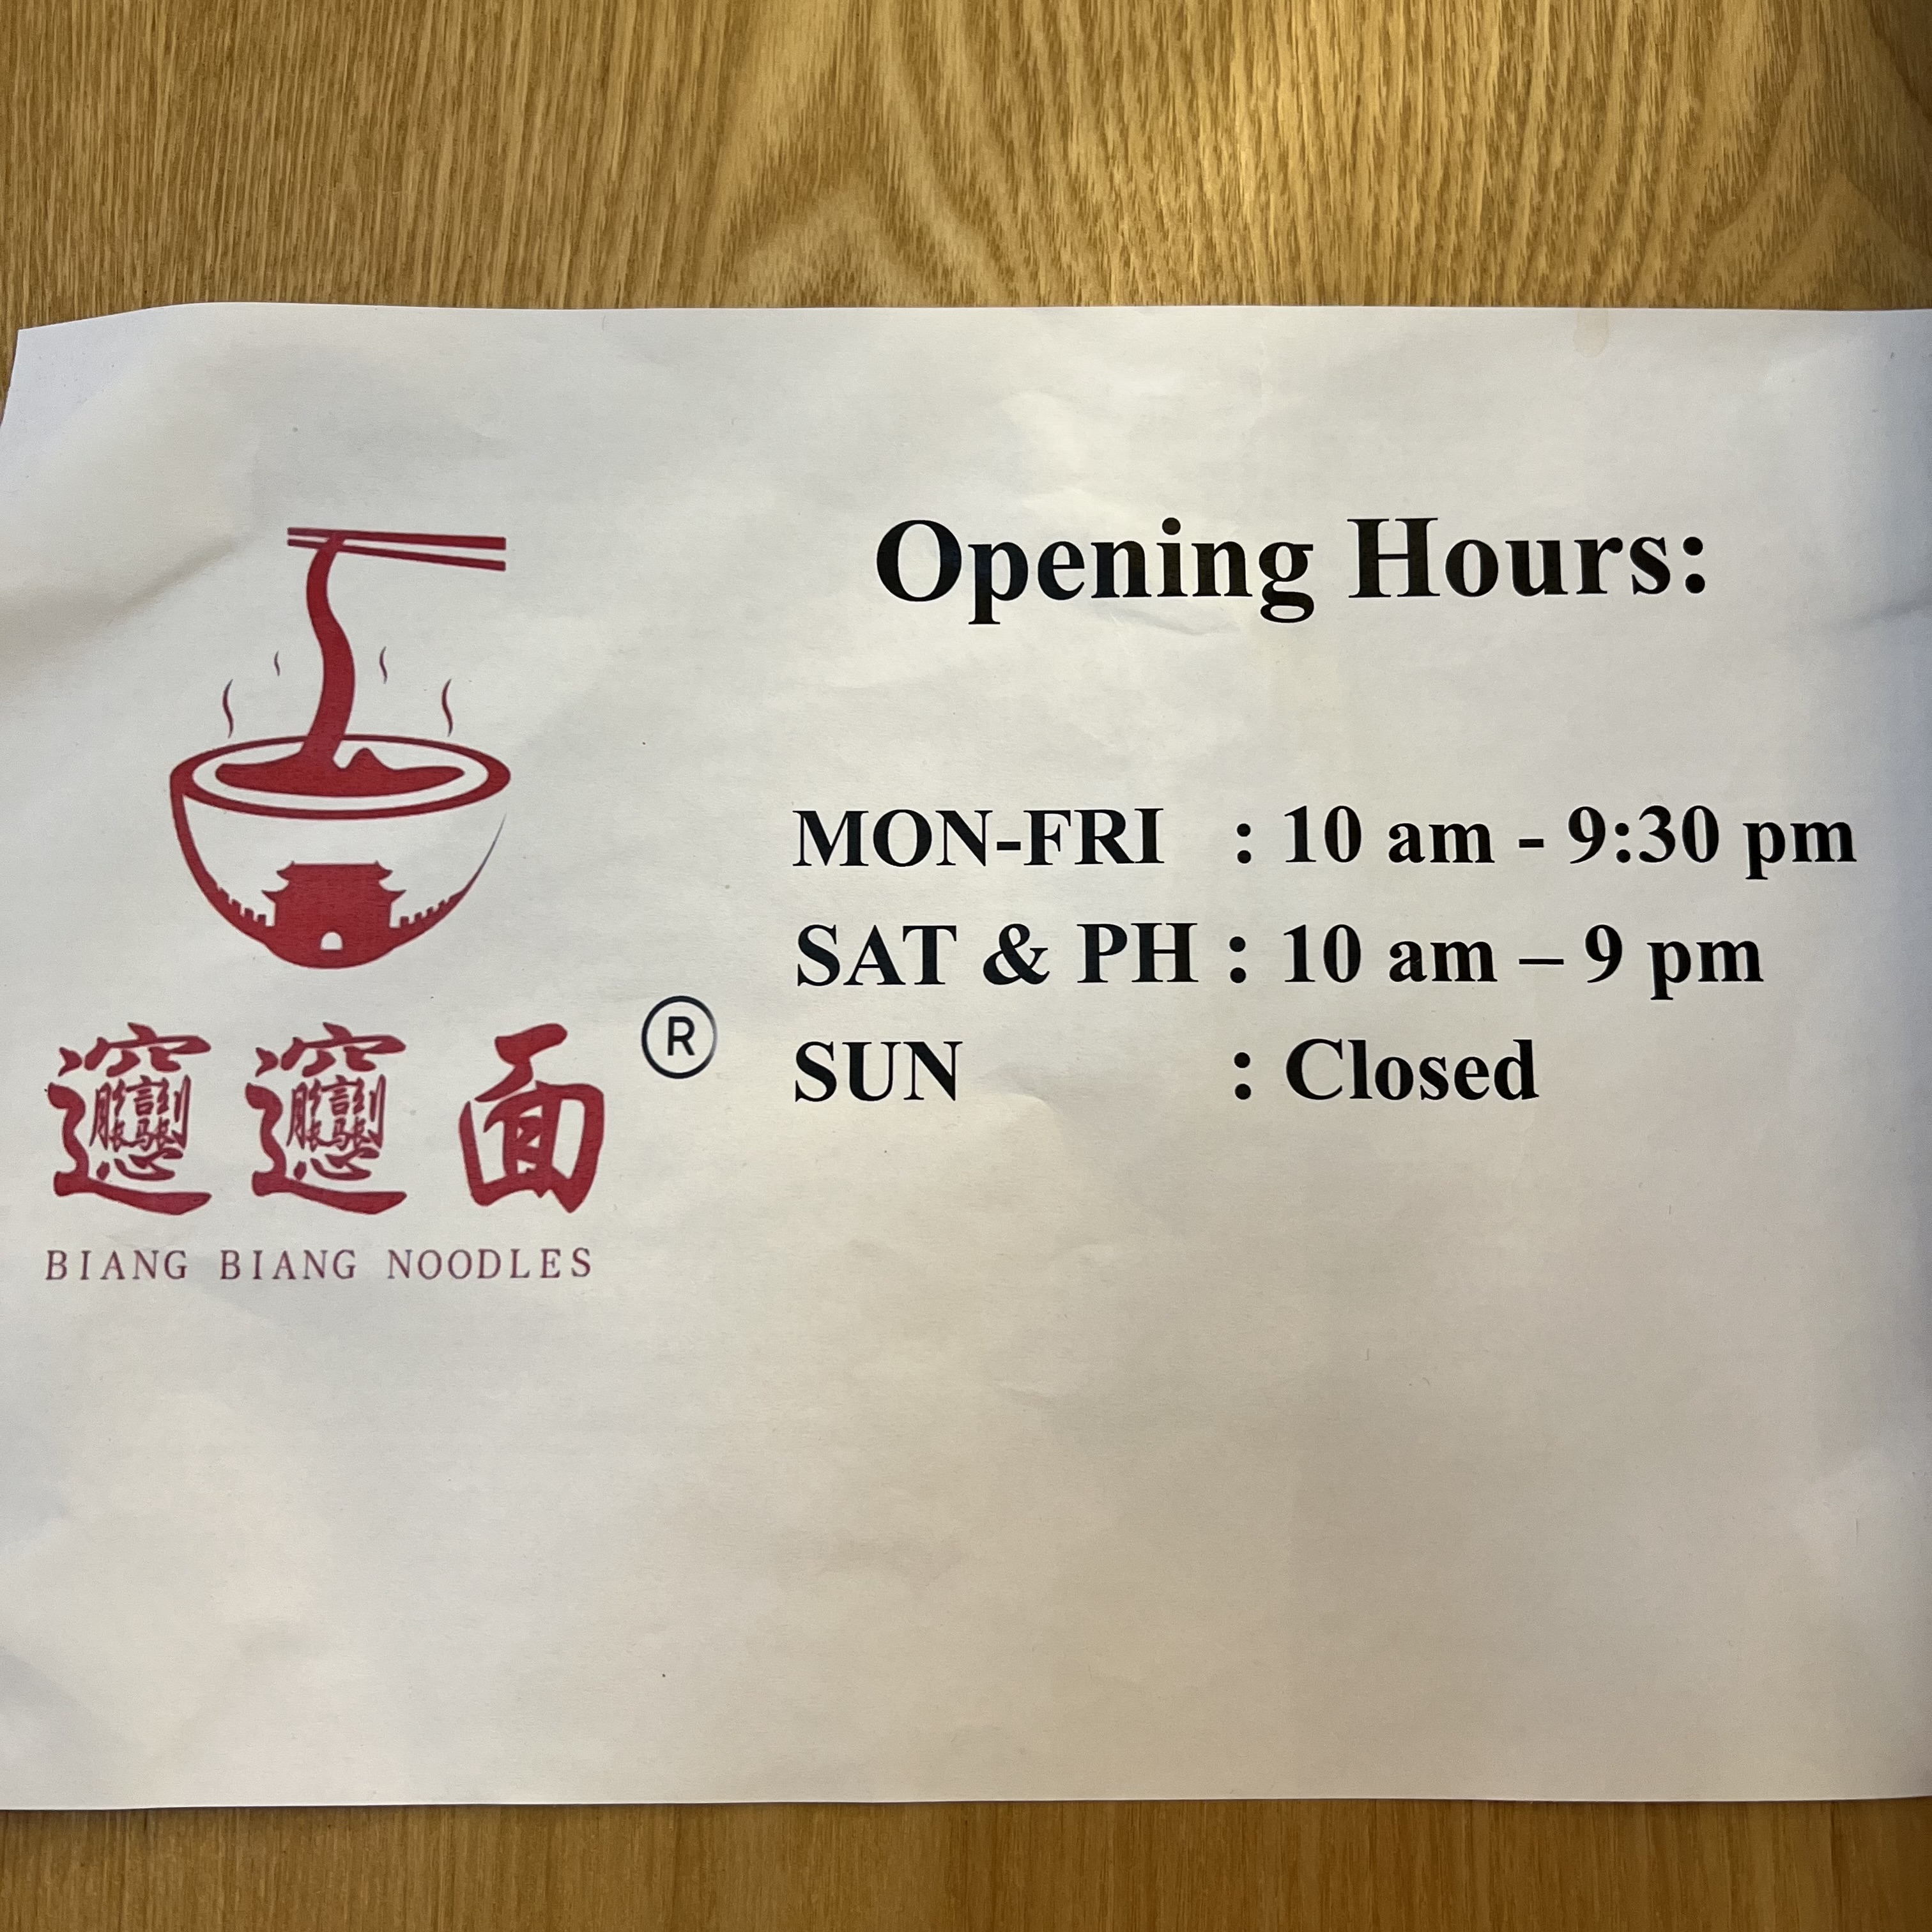 Opening Hours:
MON-FRI : 10 am - 9:30 pm
SAT & PH : 10 am – 9 pm
SUN : Closed
𰻞𰻞面 ®
BIANG BIANG NOODLES